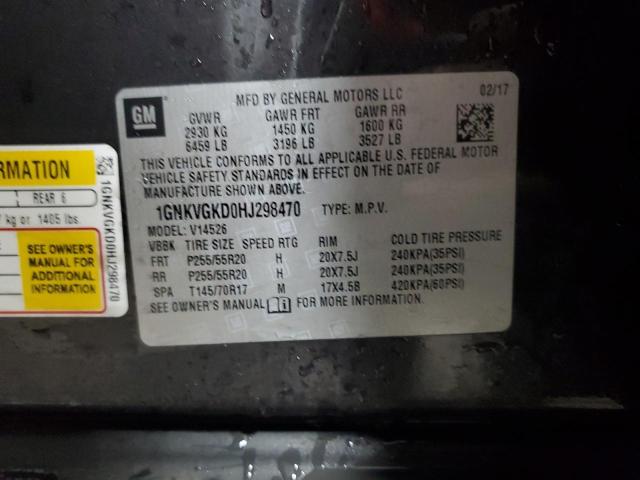 GM
MFD BY GENERAL MOTORS LLC 02/17
GVWR GAWR FRT GAWR RR
2930 KG 1450 KG 1600 KG
6459 LB 3196 LB 3527 LB
THIS VEHICLE CONFORMS TO ALL APPLICABLE U.S. FEDERAL MOTOR
VEHICLE SAFETY STANDARDS IN EFFECT ON THE DATE OF
MANUFACTURE SHOWN ABOVE.
1GNKVGKD0HJ298470 TYPE: M.P.V.
MODEL: V14526
VBBK TIRE SIZE SPEED RTG RIM COLD TIRE PRESSURE
FRT P255/55R20 H 20X7.5J 240KPA(35PSI)
RR P255/55R20 H 20X7.5J 240KPA(35PSI)
SPA T145/70R17 M 17X4.5B 420KPA(60PSI)
SEE OWNER'S MANUAL FOR MORE INFORMATION.
ORMATION
REAR 6
kg or 1405 lbs.
SEE OWNER'S
MANUAL FOR
ADDITIONAL
INFORMATION
1GNKVGKD0HJ298470